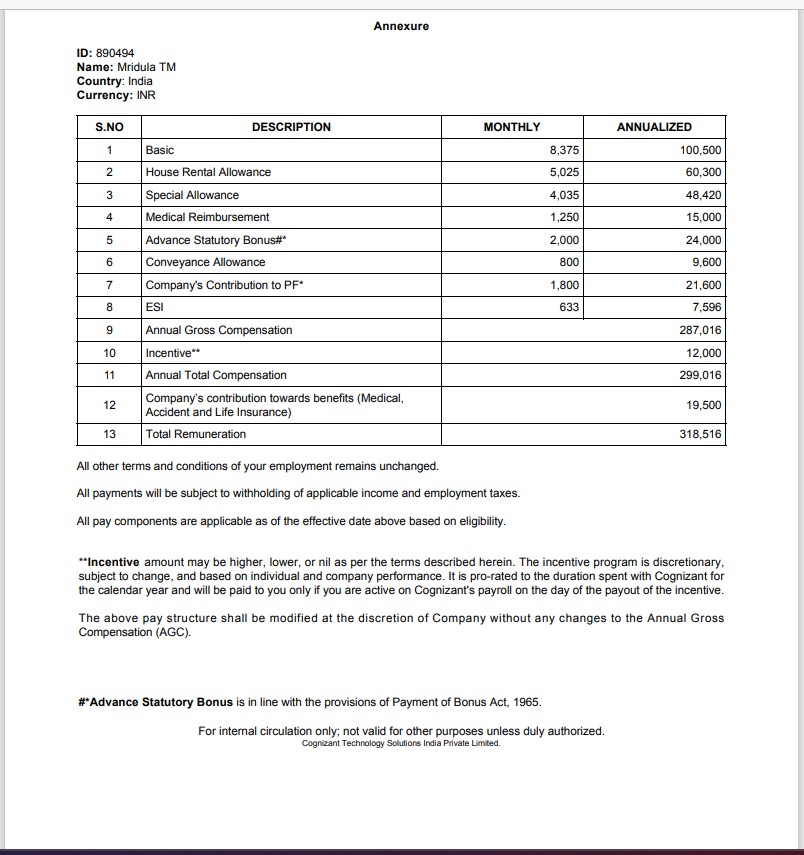 Annexure
ID: 890494
Name: Mridula TM
Country: India
Currency: INR
S.NO DESCRIPTION MONTHLY ANNUALIZED
1 Basic 8,375 100,500
2 House Rental Allowance 5,025 60,300
3 Special Allowance 4,035 48,420
4 Medical Reimbursement 1,250 15,000
5 Advance Statutory Bonus#* 2,000 24,000
6 Conveyance Allowance 800 9,600
7 Company's Contribution to PF* 1,800 21,600
8 ESI 633 7,596
9 Annual Gross Compensation 287,016
10 Incentive** 12,000
11 Annual Total Compensation 299,016
12 Company's contribution towards benefits (Medical, 19,500
Accident and Life Insurance)
13 Total Remuneration 318,516
All other terms and conditions of your employment remains unchanged.
All payments will be subject to withholding of applicable income and employment taxes.
All pay components are applicable as of the effective date above based on eligibility.
**Incentive amount may be higher, lower, or nil as per the terms described herein. The incentive program is discretionary,
subject to change, and based on individual and company performance. It is pro-rated to the duration spent with Cognizant for
the calendar year and will be paid to you only if you are active on Cognizant's payroll on the day of the payout of the incentive.
The above pay structure shall be modified at the discretion of Company without any changes to the Annual Gross
Compensation (AGC).
#*Advance Statutory Bonus is in line with the provisions of Payment of Bonus Act, 1965.
For internal circulation only; not valid for other purposes unless duly authorized.
Cognizant Technology Solutions India Private Limited.